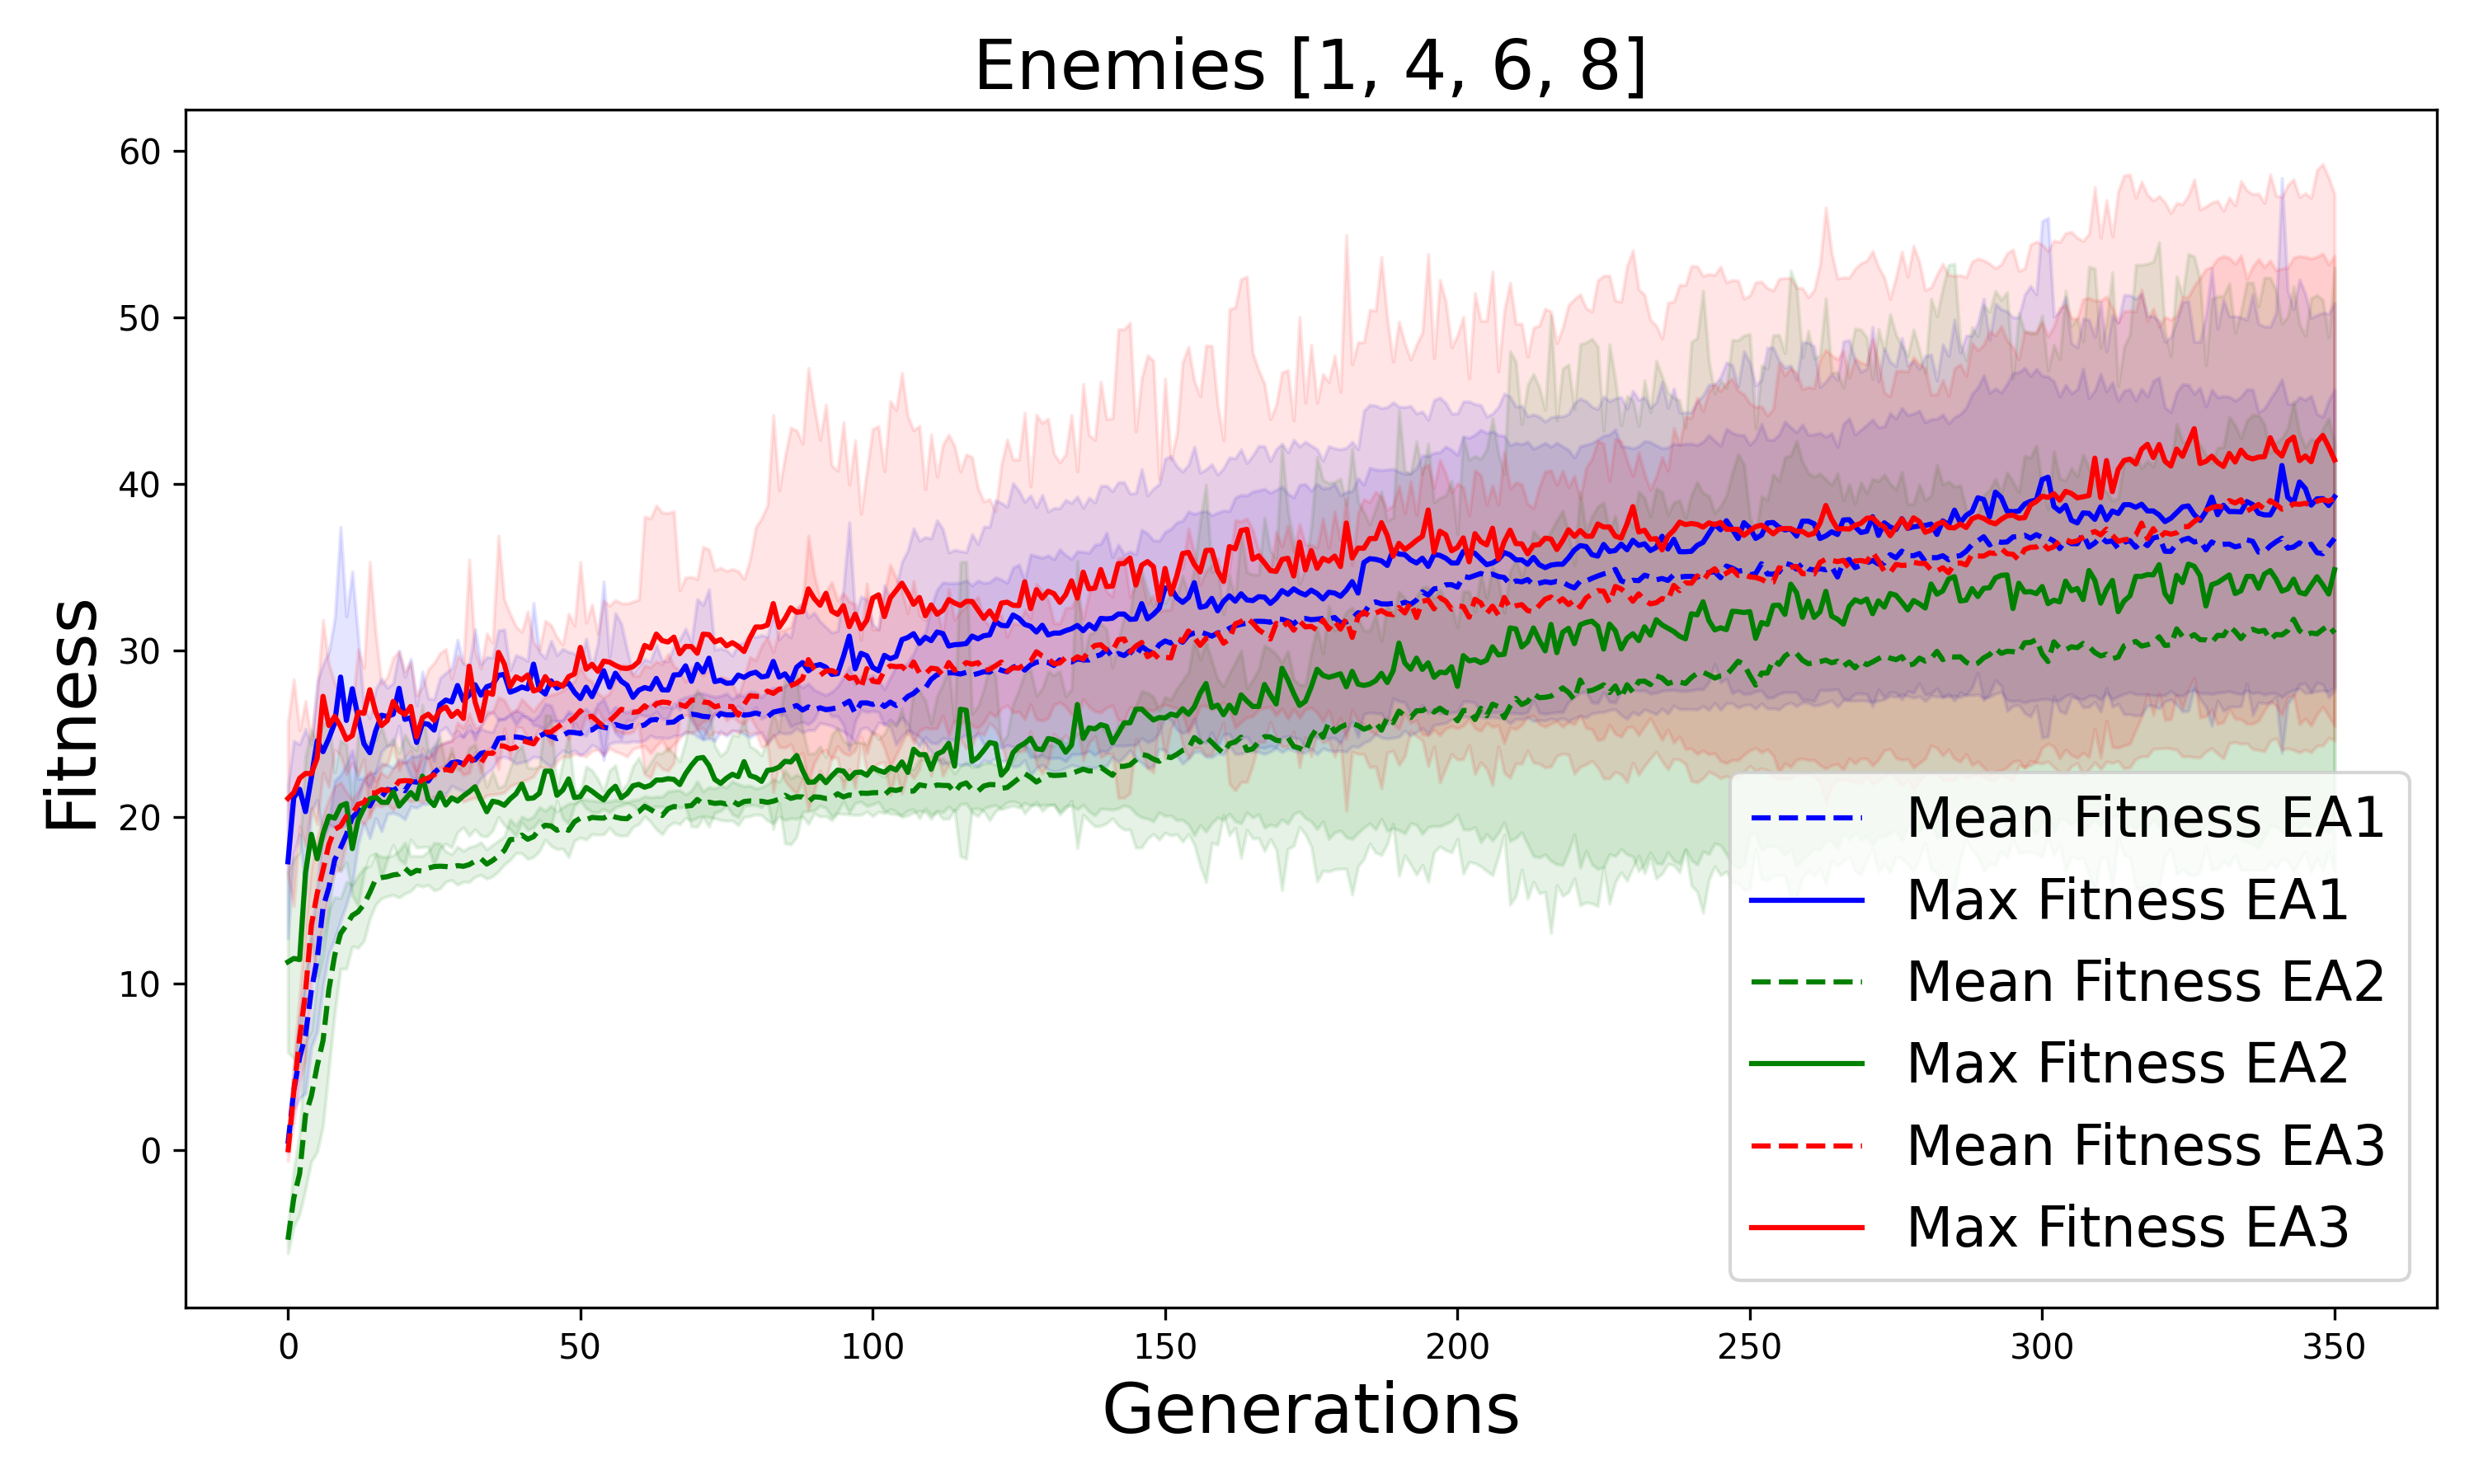 Enemies [1, 4, 6, 8]
Fitness
60
50
40
30
20
10
0
Mean Fitness EA1
Max Fitness EA1
Mean Fitness EA2
Max Fitness EA2
Mean Fitness EA3
Max Fitness EA3
0 50 100 150 200 250 300 350
Generations